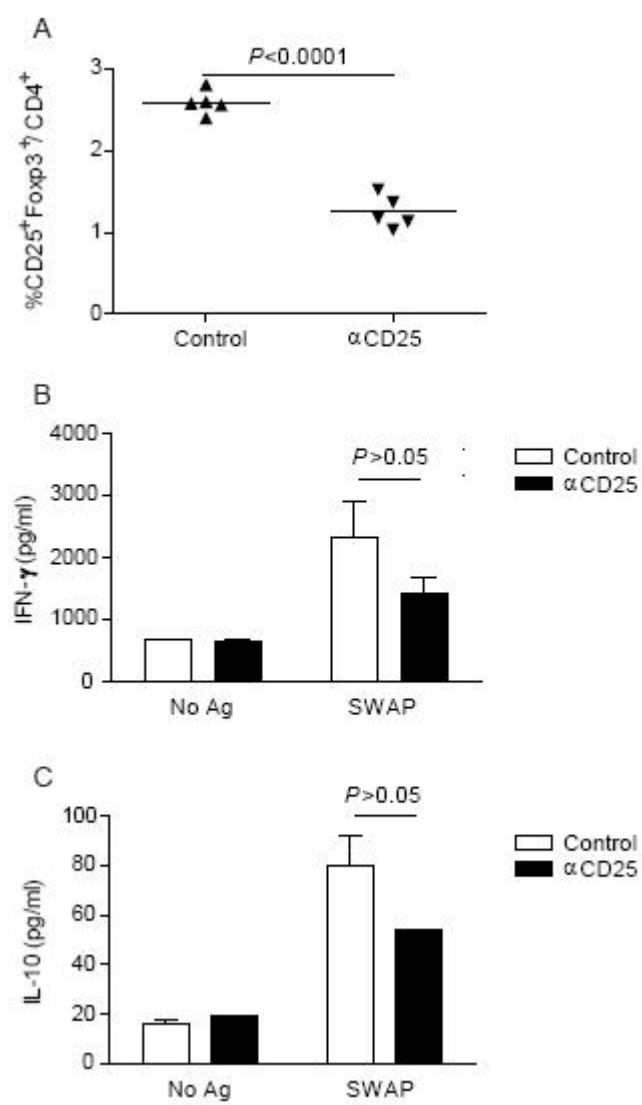 A
P<0.0001
%CD25+Foxp3+/CD4+
3
2
1
0
Control
αCD25
B
IFN-γ (pg/ml)
4000
3000
2000
1000
0
P>0.05
Control
αCD25
No Ag
SWAP
C
IL-10 (pg/ml)
100
80
60
40
20
0
P>0.05
Control
αCD25
No Ag
SWAP